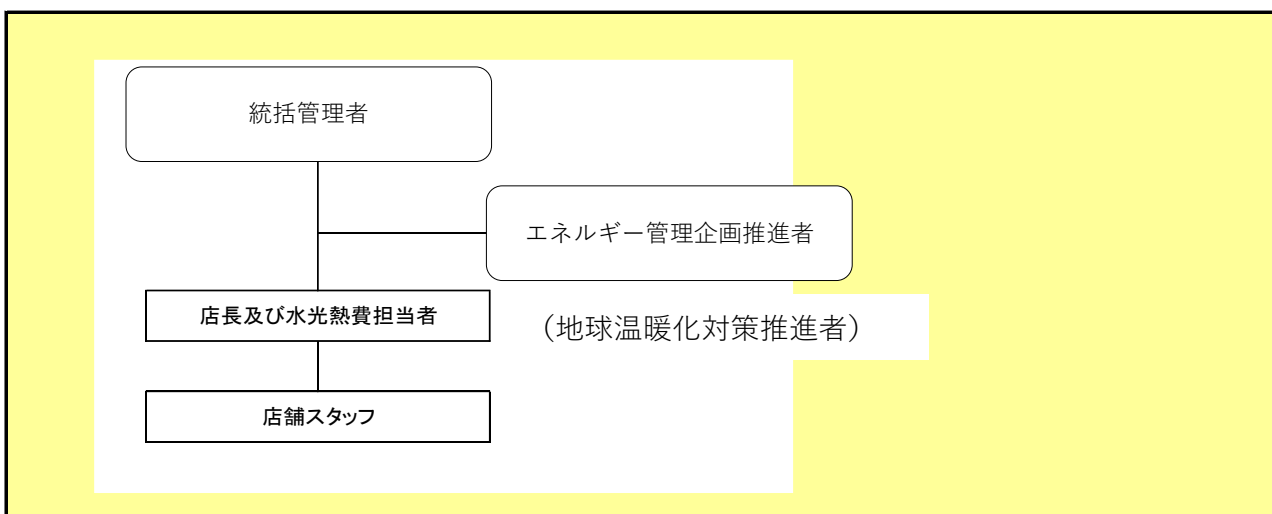 統括管理者
エネルギー管理企画推進者
店長及び水光熱費担当者
（地球温暖化対策推進者）
店舗スタッフ